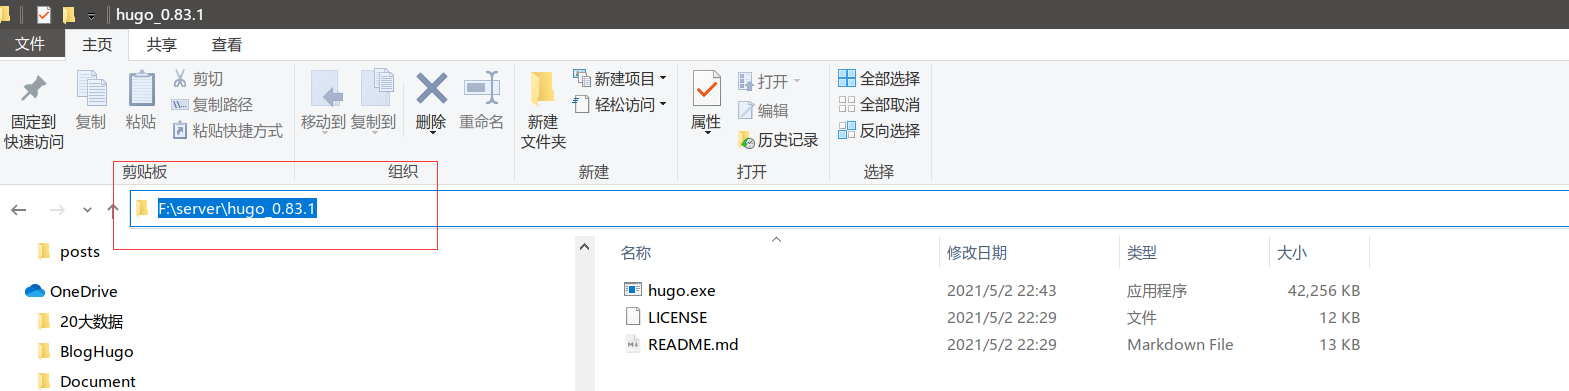 hugo_0.83.1
文件 主页 共享 查看
固定到
快速访问
复制
粘贴
剪切
复制路径
粘贴快捷方式
剪贴板
移动到
复制到
删除
重命名
组织
新建
文件夹
新建项目
轻松访问
新建
属性
打开
编辑
历史记录
打开
全部选择
全部取消
反向选择
选择
F:\server\hugo_0.83.1
posts
OneDrive
20大数据
BlogHugo
Document
名称 修改日期 类型 大小
hugo.exe 2021/5/2 22:43 应用程序 42,256 KB
LICENSE 2021/5/2 22:29 文件 12 KB
README.md 2021/5/2 22:29 Markdown File 13 KB